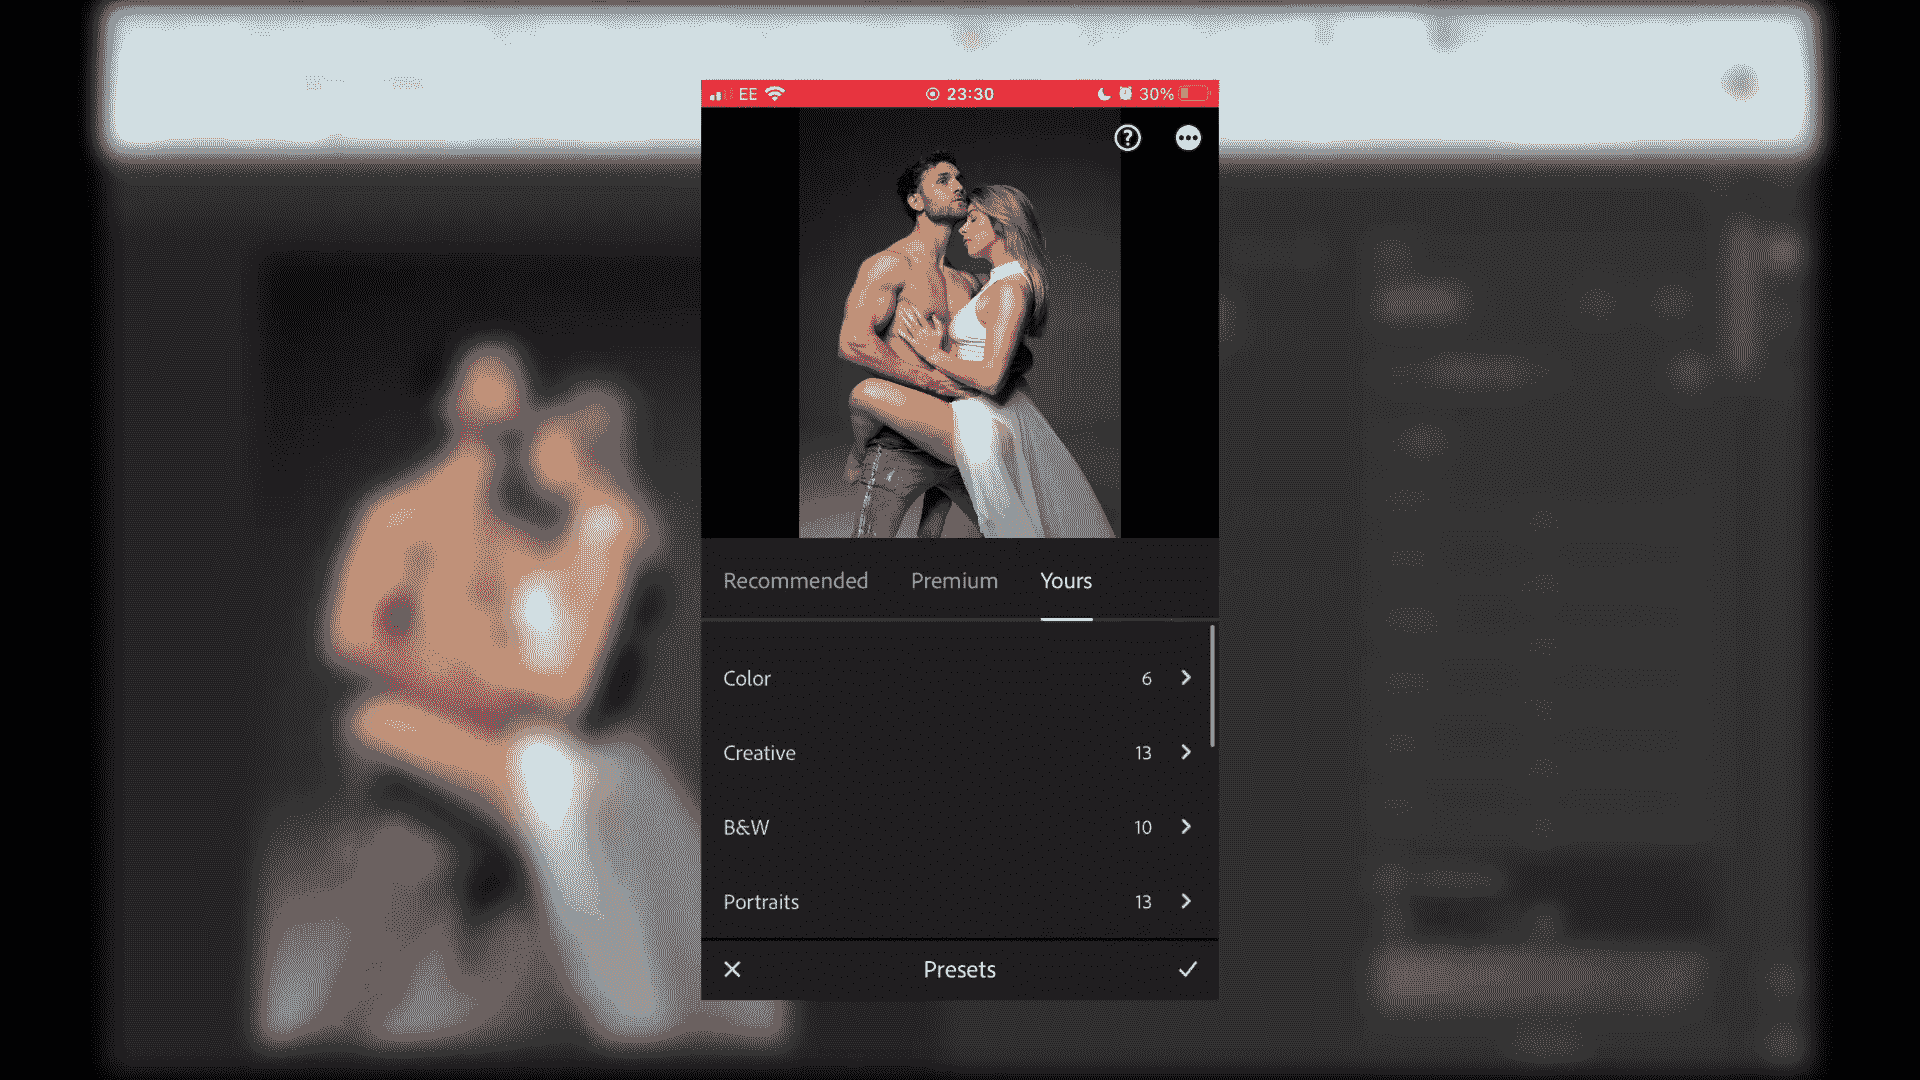 EE 23:30 30%
Recommended Premium Yours
Color 6
Creative 13
B&W 10
Portraits 13
Presets